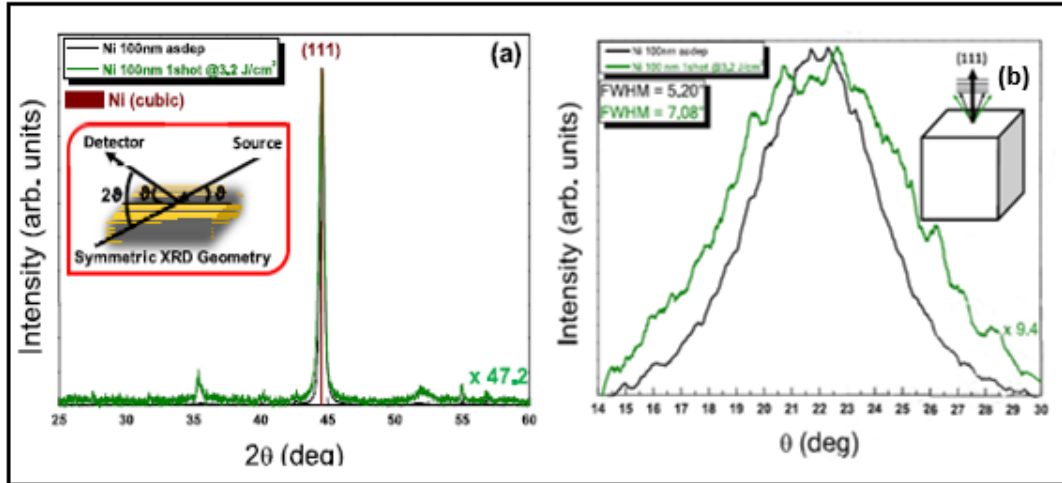 Ni 100nm asdep
Ni 100nm 1shot @3.2 J/cm²
(111)
(a)
Ni (cubic)
Detector
Source
2ϑ
ϑ
ϑ
Symmetric XRD Geometry
Intensity (arb. units)
x 47.2
25 30 35 40 45 50 55 60
2θ (deg)
Ni 100nm asdep
Ni 100 nm 1shot @3.2 J/cm²
FWHM = 5.20°
FWHM = 7.08°
(111)
(b)
Intensity (arb. units)
x 9.4
14 15 16 17 18 19 20 21 22 23 24 25 26 27 28 29 30
θ (deg)